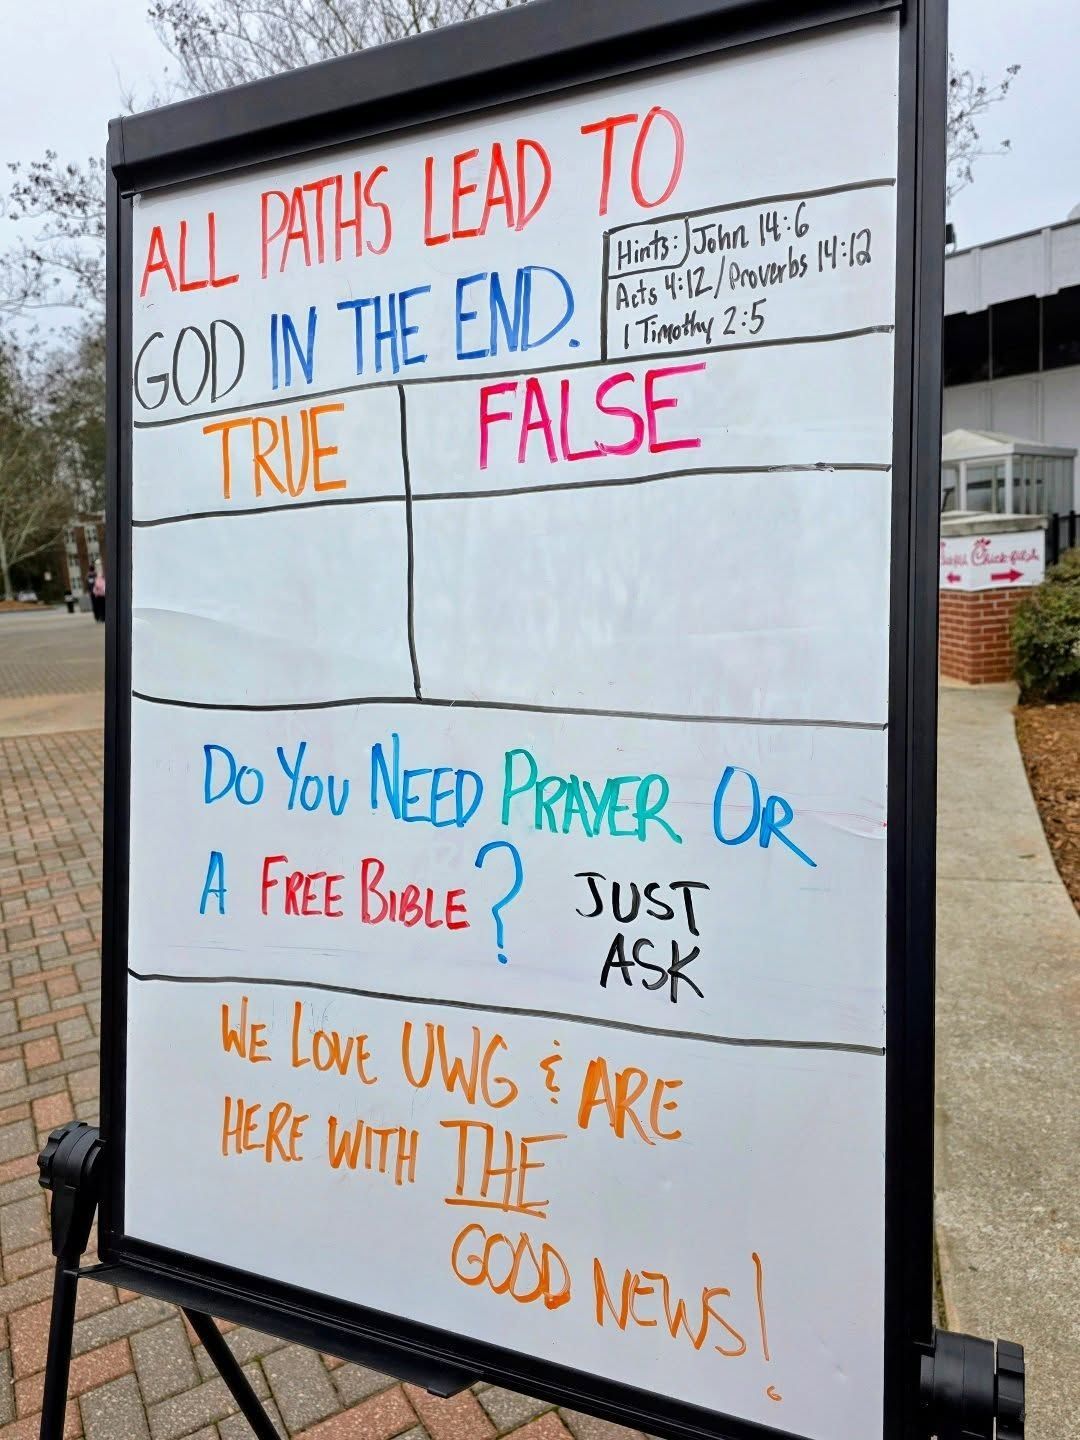 ALL PATHS LEAD TO
GOD IN THE END.
Hints: John 14:6
Acts 4:12/Proverbs 14:12
1 Timothy 2:5
TRUE FALSE
DO YOU NEED PRAYER OR
A FREE BIBLE? JUST
ASK
WE LOVE UWG & ARE
HERE WITH THE
GOOD NEWS!
Chick-fil-A